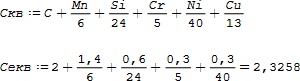 Cкв := C + Mn/6 + Si/24 + Cr/5 + Ni/40 + Cu/13
Cекв := 2 + 1,4/6 + 0,6/24 + 0,3/5 + 0,3/40 = 2,3258